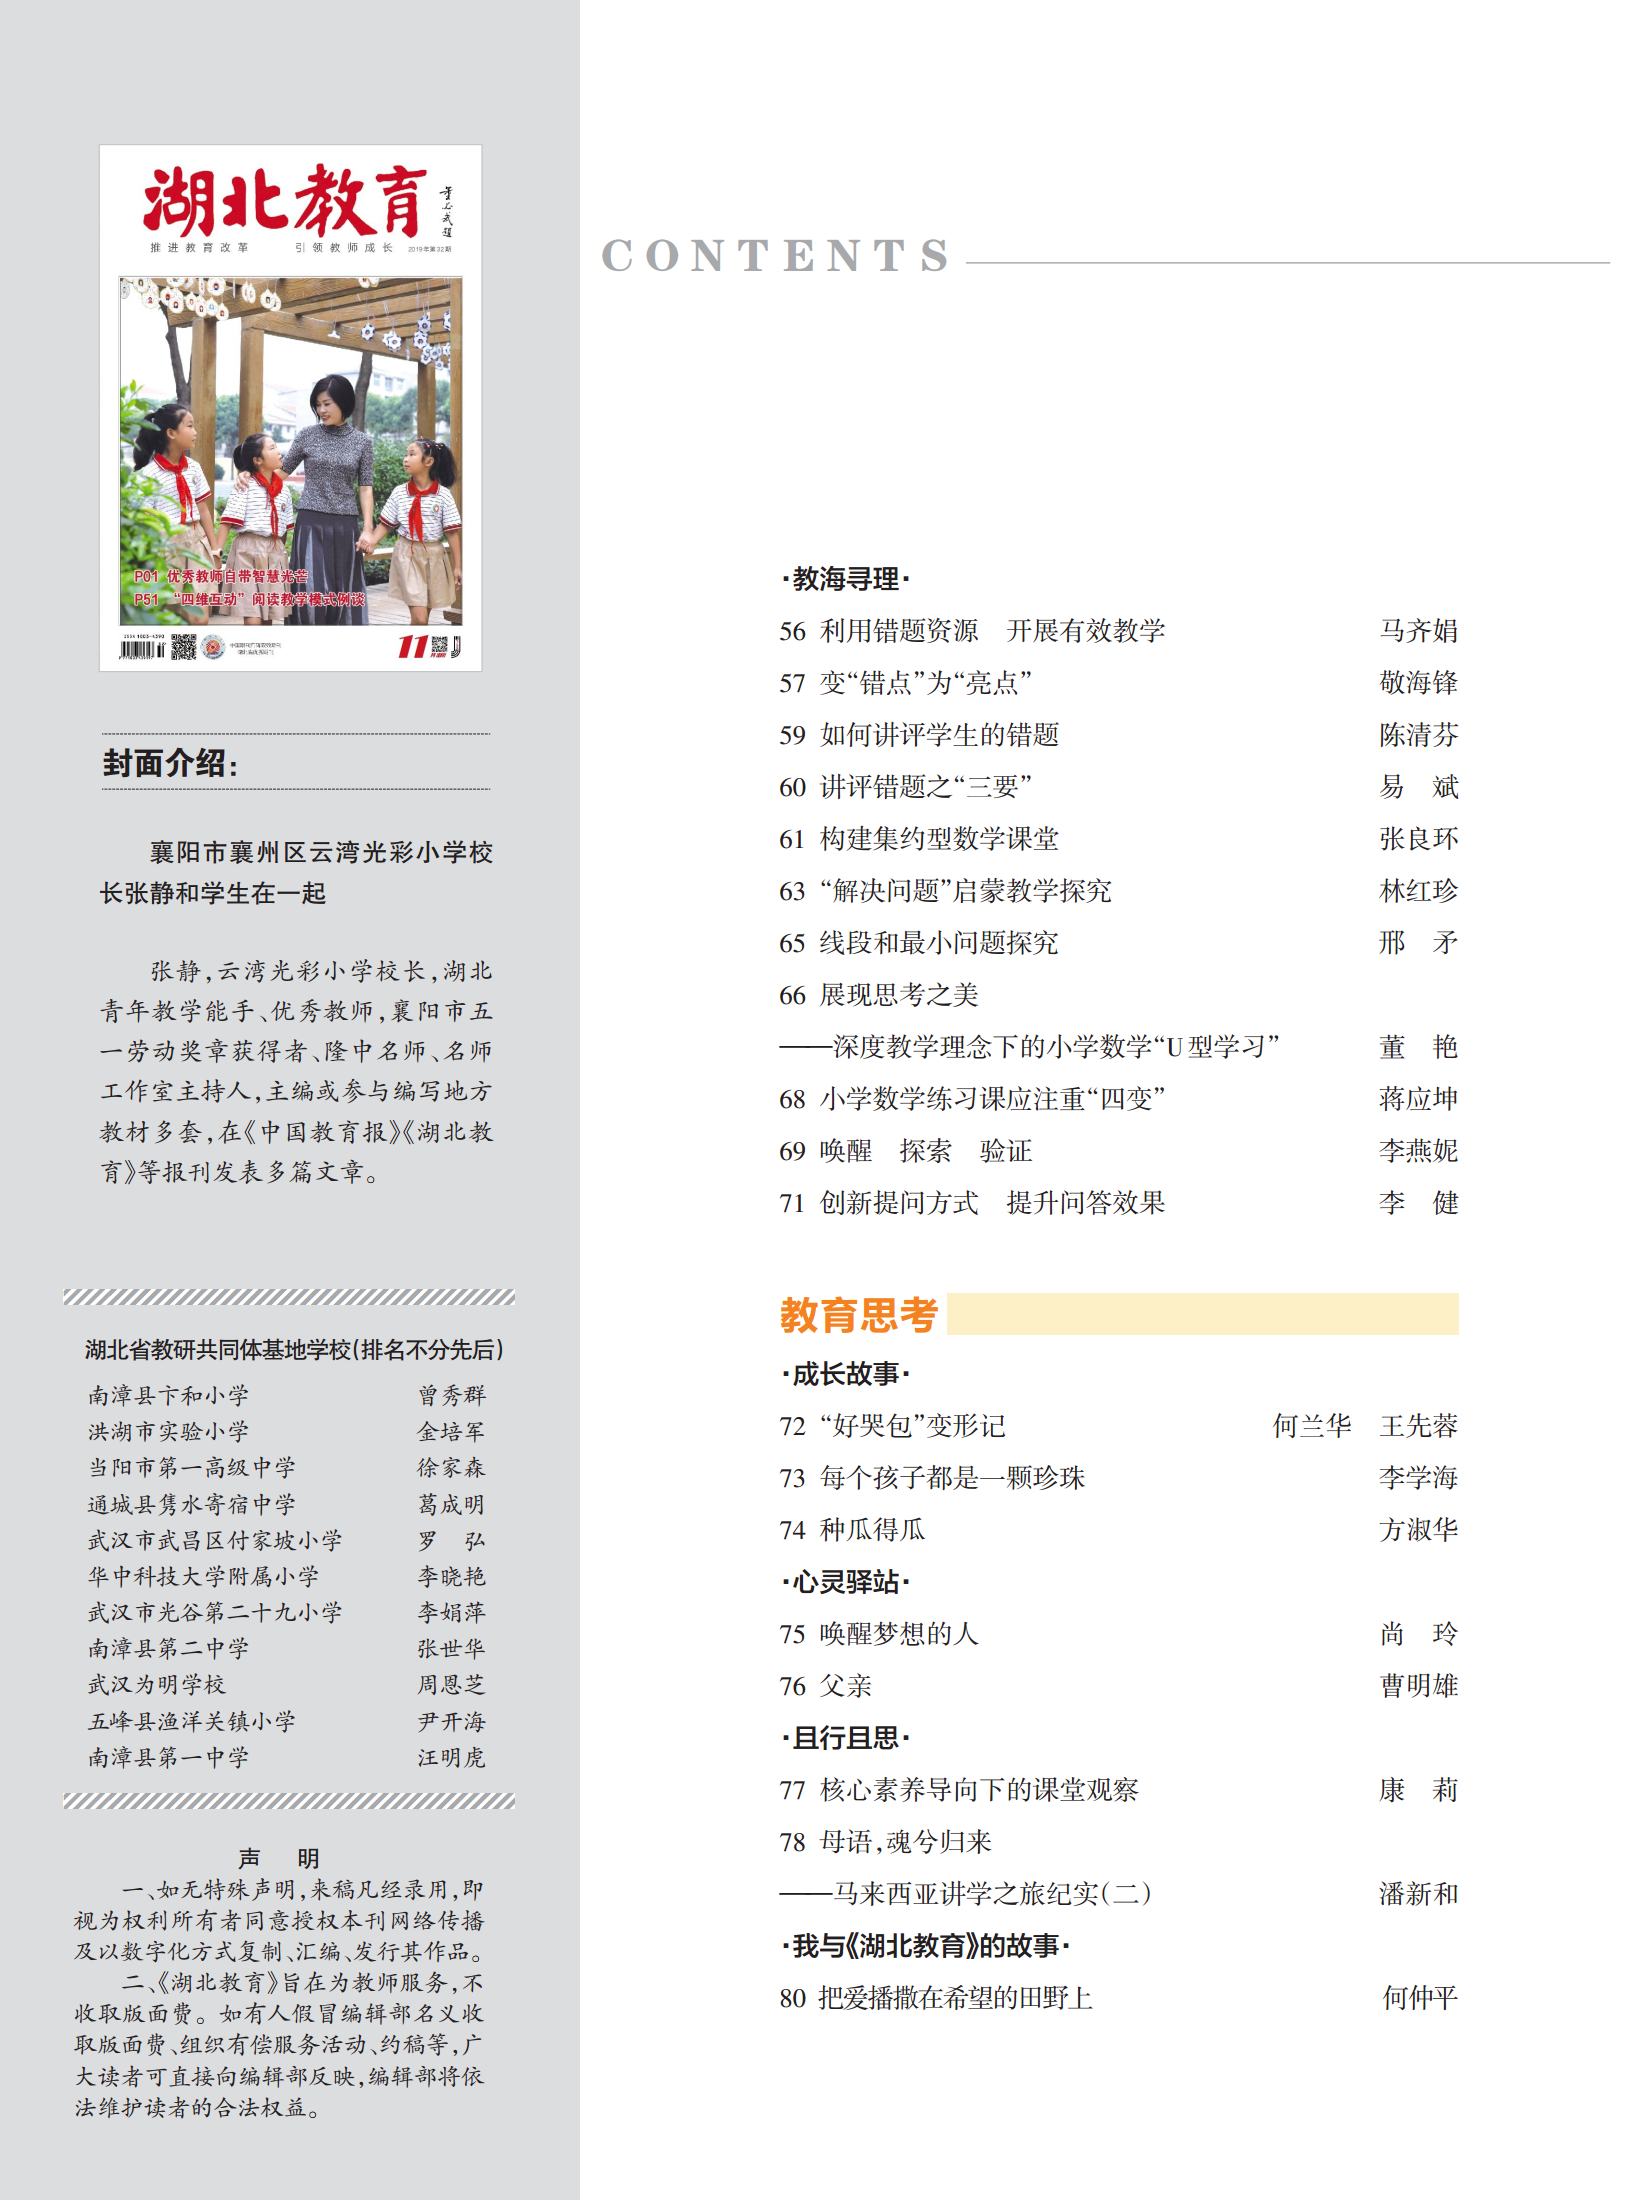 湖北教育
董必武题
推进教育改革 引领教师成长 2019年第32期
P01 优秀教师自带智慧光芒
P51 “四维互动”阅读教学模式例谈
11
封面介绍：
襄阳市襄州区云湾光彩小学校
长张静和学生在一起
张静，云湾光彩小学校长，湖北
青年教学能手、优秀教师，襄阳市五
一劳动奖章获得者、隆中名师、名师
工作室主持人，主编或参与编写地方
教材多套，在《中国教育报》《湖北教
育》等报刊发表多篇文章。
湖北省教研共同体基地学校（排名不分先后）
南漳县卞和小学 曾秀群
洪湖市实验小学 金培军
当阳市第一高级中学 徐家森
通城县隽水寄宿中学 葛成明
武汉市武昌区付家坡小学 罗 弘
华中科技大学附属小学 李晓艳
武汉市光谷第二十九小学 李娟萍
南漳县第二中学 张世华
武汉为明学校 周恩芝
五峰县渔洋关镇小学 尹开海
南漳县第一中学 汪明虎
声 明
一、如无特殊声明，来稿凡经录用，即
视为权利所有者同意授权本刊网络传播
及以数字化方式复制、汇编、发行其作品。
二、《湖北教育》旨在为教师服务，不
收取版面费。如有人假冒编辑部名义收
取版面费、组织有偿服务活动、约稿等，广
大读者可直接向编辑部反映，编辑部将依
法维护读者的合法权益。
CONTENTS
·教海寻理·
56 利用错题资源 开展有效教学 马齐娟
57 变“错点”为“亮点” 敬海锋
59 如何讲评学生的错题 陈清芬
60 讲评错题之“三要” 易 斌
61 构建集约型数学课堂 张良环
63 “解决问题”启蒙教学探究 林红珍
65 线段和最小问题探究 邢 矛
66 展现思考之美
——深度教学理念下的小学数学“U型学习” 董 艳
68 小学数学练习课应注重“四变” 蒋应坤
69 唤醒 探索 验证 李燕妮
71 创新提问方式 提升问答效果 李 健
教育思考
·成长故事·
72 “好哭包”变形记 何兰华 王先蓉
73 每个孩子都是一颗珍珠 李学海
74 种瓜得瓜 方淑华
·心灵驿站·
75 唤醒梦想的人 尚 玲
76 父亲 曹明雄
·且行且思·
77 核心素养导向下的课堂观察 康 莉
78 母语，魂兮归来
——马来西亚讲学之旅纪实（二） 潘新和
·我与《湖北教育》的故事·
80 把爱播撒在希望的田野上 何仲平